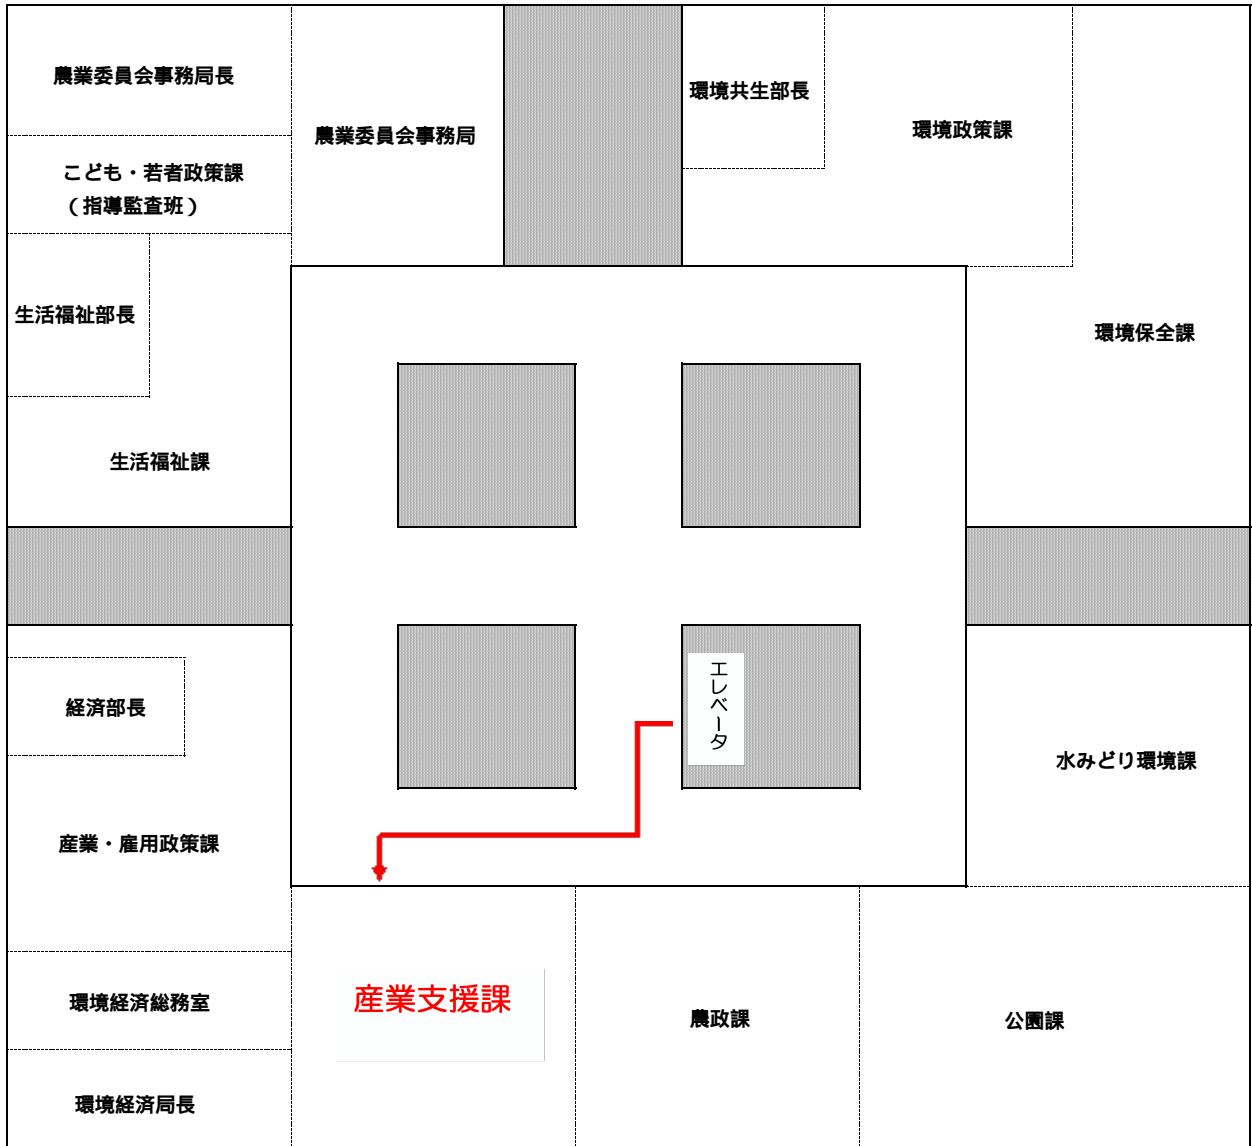 農業委員会事務局長
農業委員会事務局
環境共生部長
環境政策課
こども・若者政策課
（指導監査班）
生活福祉部長
環境保全課
生活福祉課
エレベータ
経済部長
水みどり環境課
産業・雇用政策課
環境経済総務室
産業支援課
農政課
公園課
環境経済局長